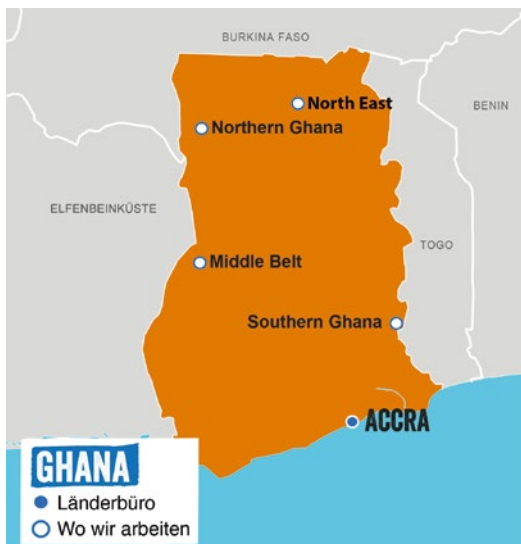 BURKINA FASO
North East
BENIN
Northern Ghana
ELFENBEINKÜSTE
TOGO
Middle Belt
Southern Ghana
ACCRA
GHANA
Länderbüro
Wo wir arbeiten